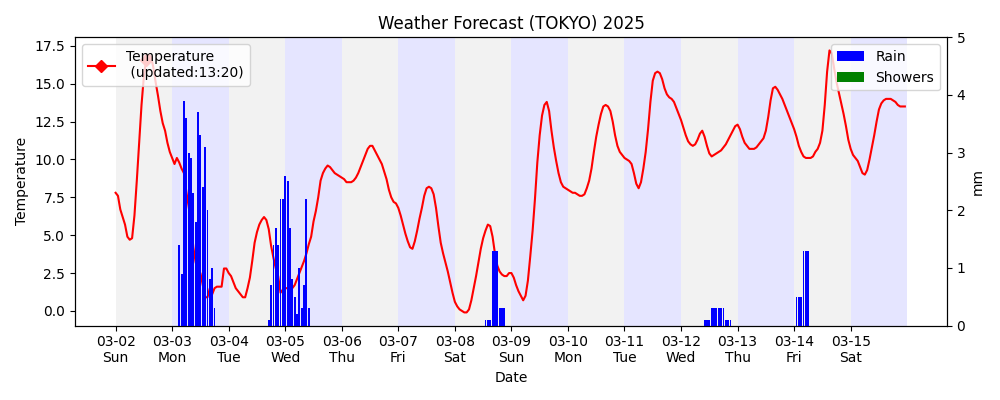 Weather Forecast (TOKYO) 2025
Temperature
(updated:13:20)
Rain
Showers
17.5
15.0
12.5
10.0
7.5
5.0
2.5
0.0
Temperature
5
4
3
2
1
0
mm
03-02 03-03 03-04 03-05 03-06 03-07 03-08 03-09 03-10 03-11 03-12 03-13 03-14 03-15
Sun Mon Tue Wed Thu Fri Sat Sun Mon Tue Wed Thu Fri Sat
Date